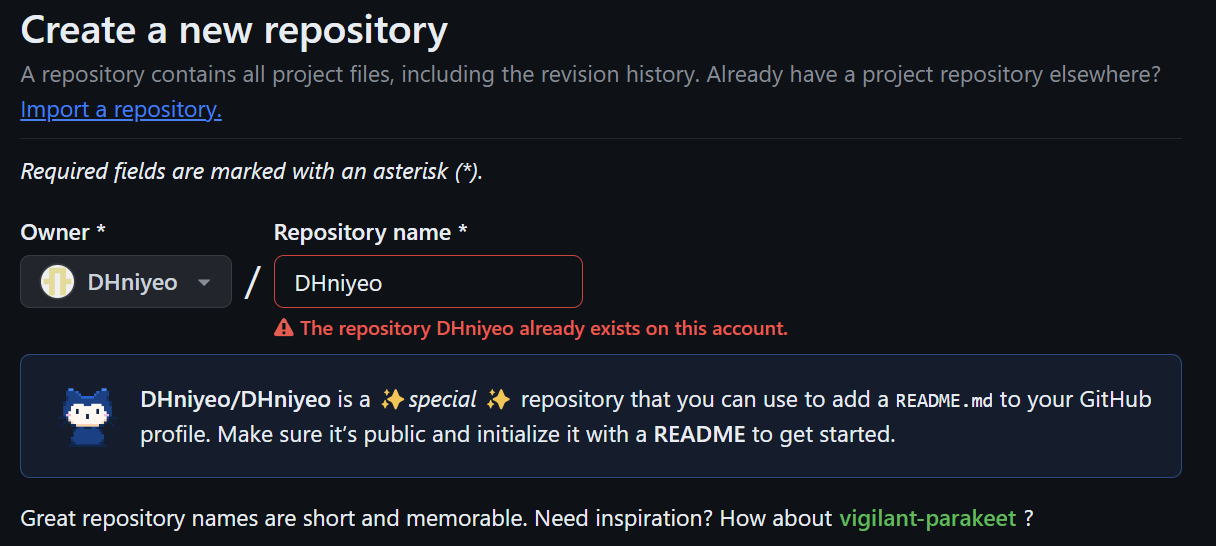 Create a new repository
A repository contains all project files, including the revision history. Already have a project repository elsewhere?
Import a repository.
Required fields are marked with an asterisk (*).
Owner * Repository name *
DHniyeo / DHniyeo
The repository DHniyeo already exists on this account.
DHniyeo/DHniyeo is a ✨special ✨ repository that you can use to add a README.md to your GitHub
profile. Make sure it’s public and initialize it with a README to get started.
Great repository names are short and memorable. Need inspiration? How about vigilant-parakeet ?